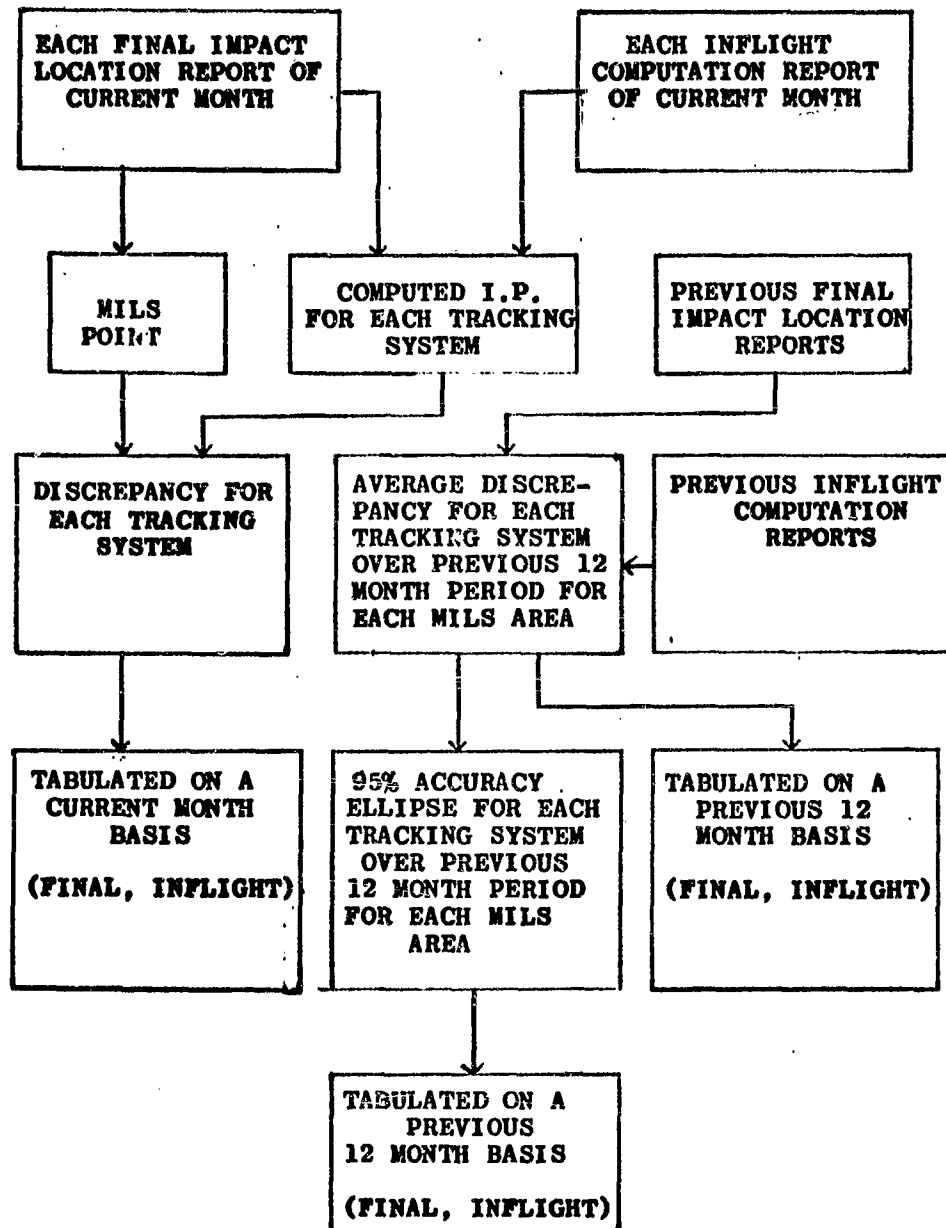 EACH FINAL IMPACT
LOCATION REPORT OF
CURRENT MONTH
EACH INFLIGHT
COMPUTATION REPORT
OF CURRENT MONTH
MILS
POINT
COMPUTED I.P.
FOR EACH TRACKING
SYSTEM
PREVIOUS FINAL
IMPACT LOCATION
REPORTS
DISCREPANCY FOR
EACH TRACKING
SYSTEM
AVERAGE DISCRE-
PANCY FOR EACH
TRACKING SYSTEM
OVER PREVIOUS 12
MONTH PERIOD FOR
EACH MILS AREA
PREVIOUS INFLIGHT
COMPUTATION
REPORTS
TABULATED ON A
CURRENT MONTH
BASIS
(FINAL, INFLIGHT)
95% ACCURACY
ELLIPSE FOR EACH
TRACKING SYSTEM
OVER PREVIOUS
12 MONTH PERIOD
FOR EACH MILS
AREA
TABULATED ON A
PREVIOUS 12
MONTH BASIS
(FINAL, INFLIGHT)
TABULATED ON A
PREVIOUS
12 MONTH BASIS
(FINAL, INFLIGHT)